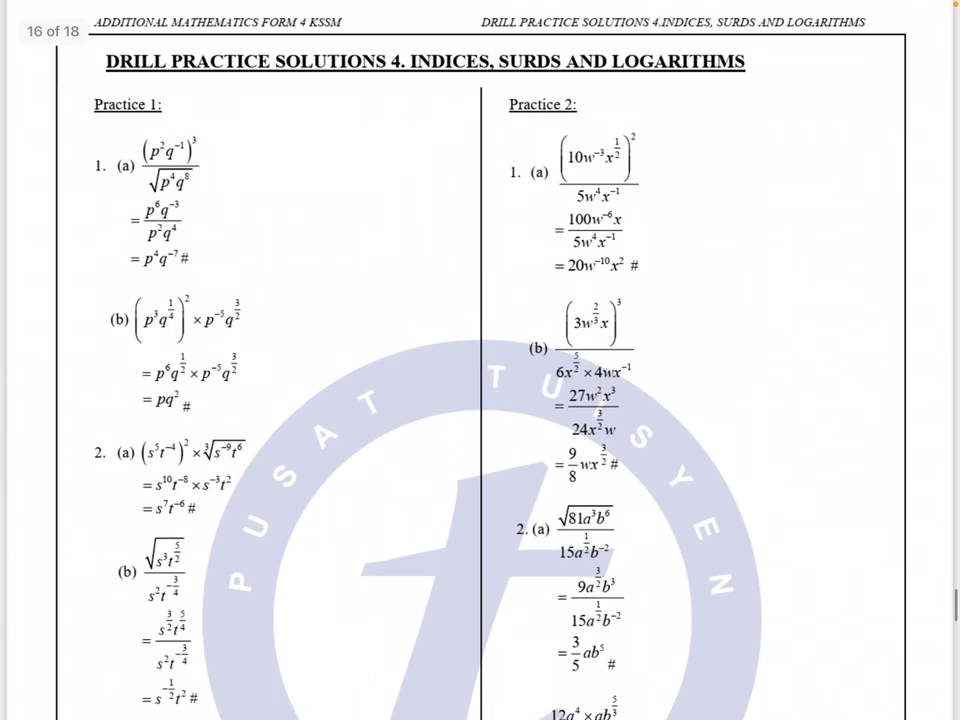 16 of 18
ADDITIONAL MATHEMATICS FORM 4 KSSM
DRILL PRACTICE SOLUTIONS 4.INDICES, SURDS AND LOGARITHMS
DRILL PRACTICE SOLUTIONS 4. INDICES, SURDS AND LOGARITHMS
Practice 1:
1. (a) (p²q⁻¹)³ / √(p⁴q⁸)
= p⁶q⁻³ / p²q⁴
= p⁴q⁻⁷ #
(b) (p³q^(1/4))² × p⁻⁵q^(3/2)
= p⁶q^(1/2) × p⁻⁵q^(3/2)
= pq² #
2. (a) (s⁵t⁻⁴)² × ∛(s⁻⁹t⁶)
= s¹⁰t⁻⁸ × s⁻³t²
= s⁷t⁻⁶ #
(b) √(s³t^(5/2)) / s²t^(-3/4)
= s^(3/2)t^(5/4) / s²t^(-3/4)
= s^(-1/2)t² #
Practice 2:
1. (a) (10w⁻³x^(1/2))² / 5w⁴x⁻¹
= 100w⁻⁶x / 5w⁴x⁻¹
= 20w⁻¹⁰x² #
(b) (3w^(2/3)x)³ / 6x^(5/2) × 4wx⁻¹
= 27w²x³ / 24x^(3/2)w
= 9/8 wx^(3/2) #
2. (a) √(81a³b⁶) / 15a^(1/2)b⁻²
= 9a^(3/2)b³ / 15a^(1/2)b⁻²
= 3/5 ab⁵ #
12a⁴ × ab^(5/3)
PUSAT TUISYEN